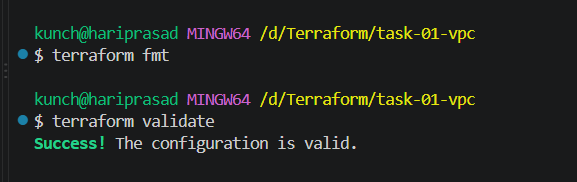 kunch@hariprasad MINGW64 /d/Terraform/task-01-vpc
$ terraform fmt
kunch@hariprasad MINGW64 /d/Terraform/task-01-vpc
$ terraform validate
Success! The configuration is valid.